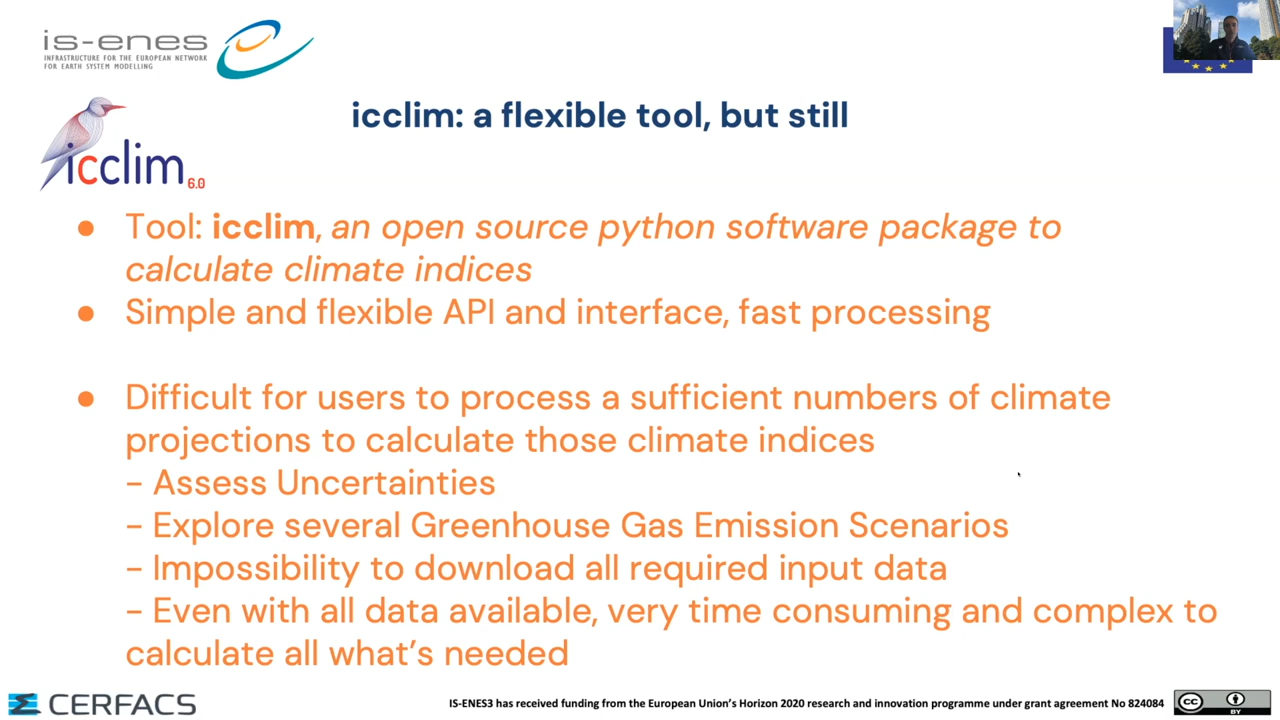 is-enes
INFRASTRUCTURE FOR THE EUROPEAN NETWORK
FOR EARTH SYSTEM MODELLING
icclim: a flexible tool, but still
icclim 6.0
● Tool: icclim, an open source python software package to
calculate climate indices
● Simple and flexible API and interface, fast processing
● Difficult for users to process a sufficient numbers of climate
projections to calculate those climate indices
- Assess Uncertainties
- Explore several Greenhouse Gas Emission Scenarios
- Impossibility to download all required input data
- Even with all data available, very time consuming and complex to
calculate all what's needed
CERFACS
IS-ENES3 has received funding from the European Union's Horizon 2020 research and innovation programme under grant agreement No 824084
cc BY